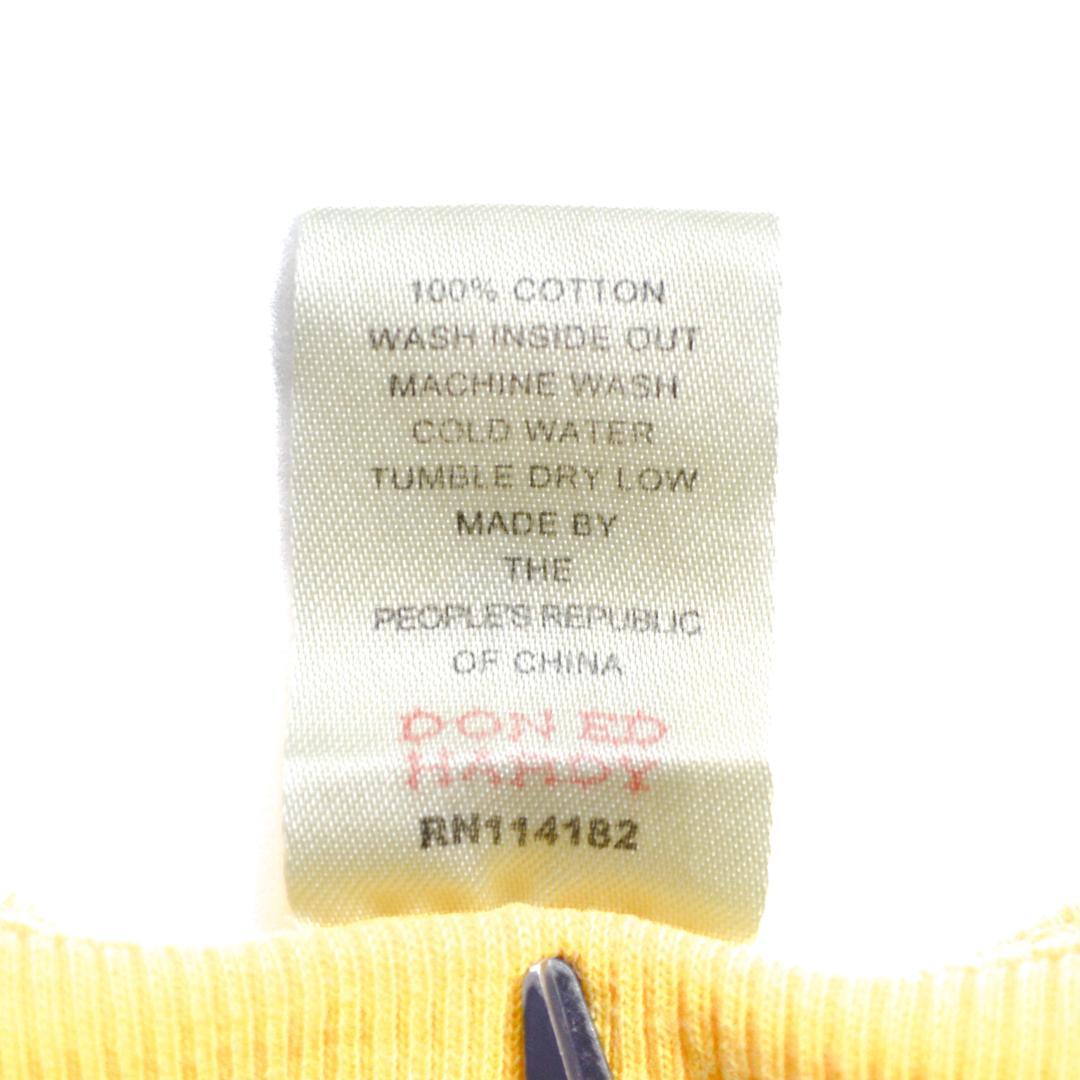 100% COTTON
WASH INSIDE OUT
MACHINE WASH
COLD WATER
TUMBLE DRY LOW
MADE BY
THE
PEOPLE'S REPUBLIC
OF CHINA
DON ED
HARDY
RN114182